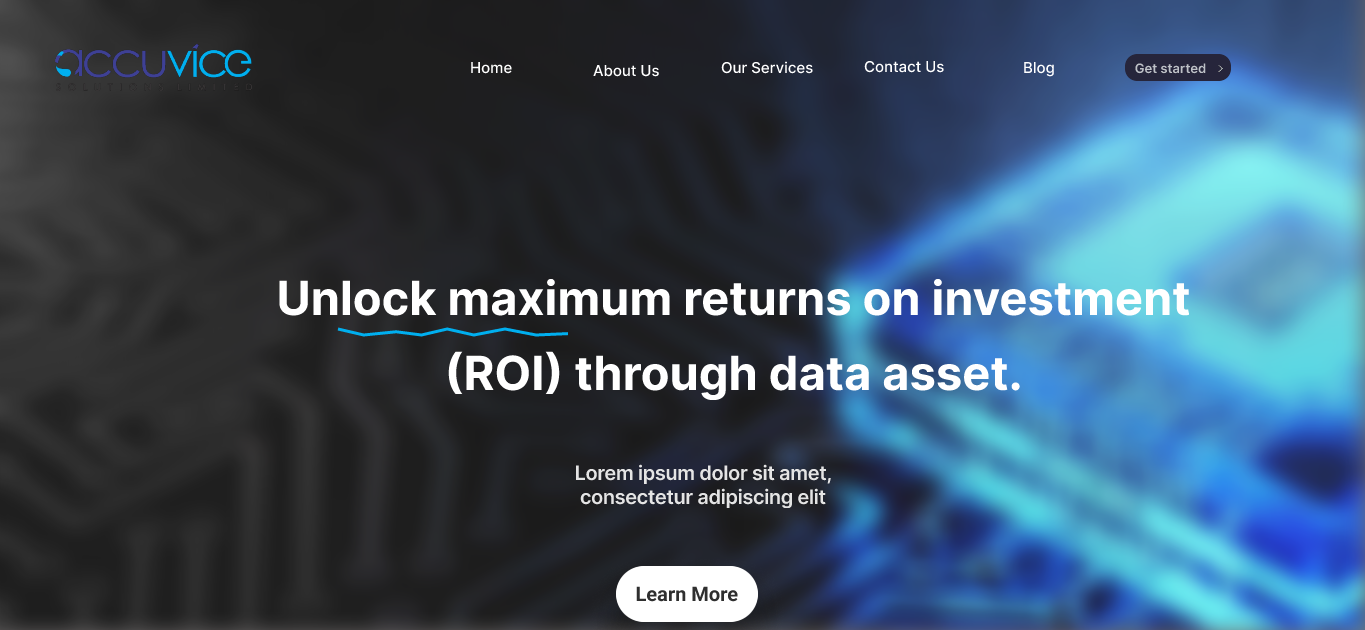 accuvice
Home
About Us
Our Services
Contact Us
Blog
Get started
Unlock maximum returns on investment
(ROI) through data asset.
Lorem ipsum dolor sit amet,
consectetur adipiscing elit
Learn More